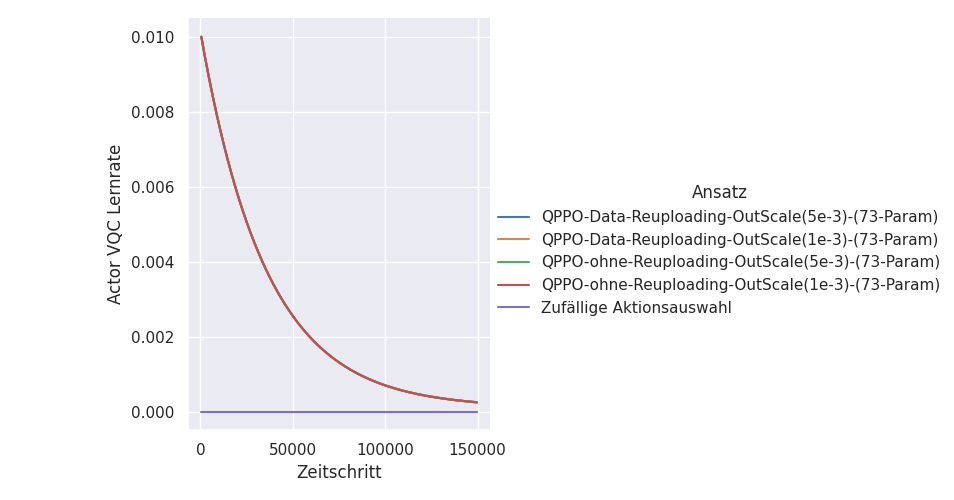 0.010
0.008
0.006
0.004
0.002
0.000
Actor VQC Lernrate
0 50000 100000 150000
Zeitschritt
Ansatz
QPPO-Data-Reuploading-OutScale(5e-3)-(73-Param)
QPPO-Data-Reuploading-OutScale(1e-3)-(73-Param)
QPPO-ohne-Reuploading-OutScale(5e-3)-(73-Param)
QPPO-ohne-Reuploading-OutScale(1e-3)-(73-Param)
Zufällige Aktionsauswahl